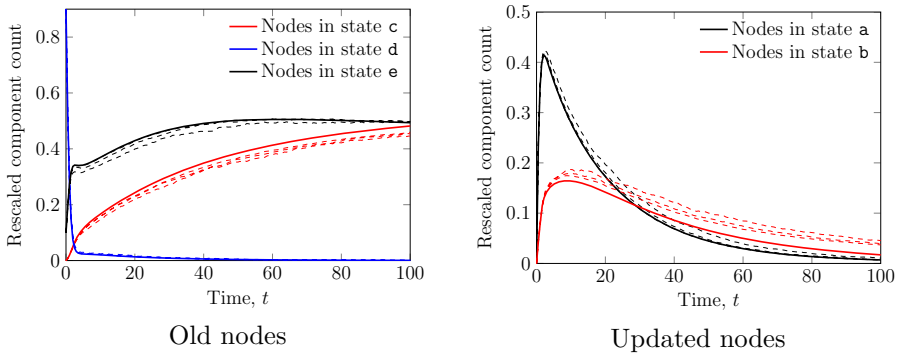 Nodes in state c
Nodes in state d
Nodes in state e
Rescaled component count
0
0.2
0.4
0.6
0.8
0 20 40 60 80 100
Time, t
Old nodes
Nodes in state a
Nodes in state b
Rescaled component count
0
0.1
0.2
0.3
0.4
0.5
0 20 40 60 80 100
Time, t
Updated nodes